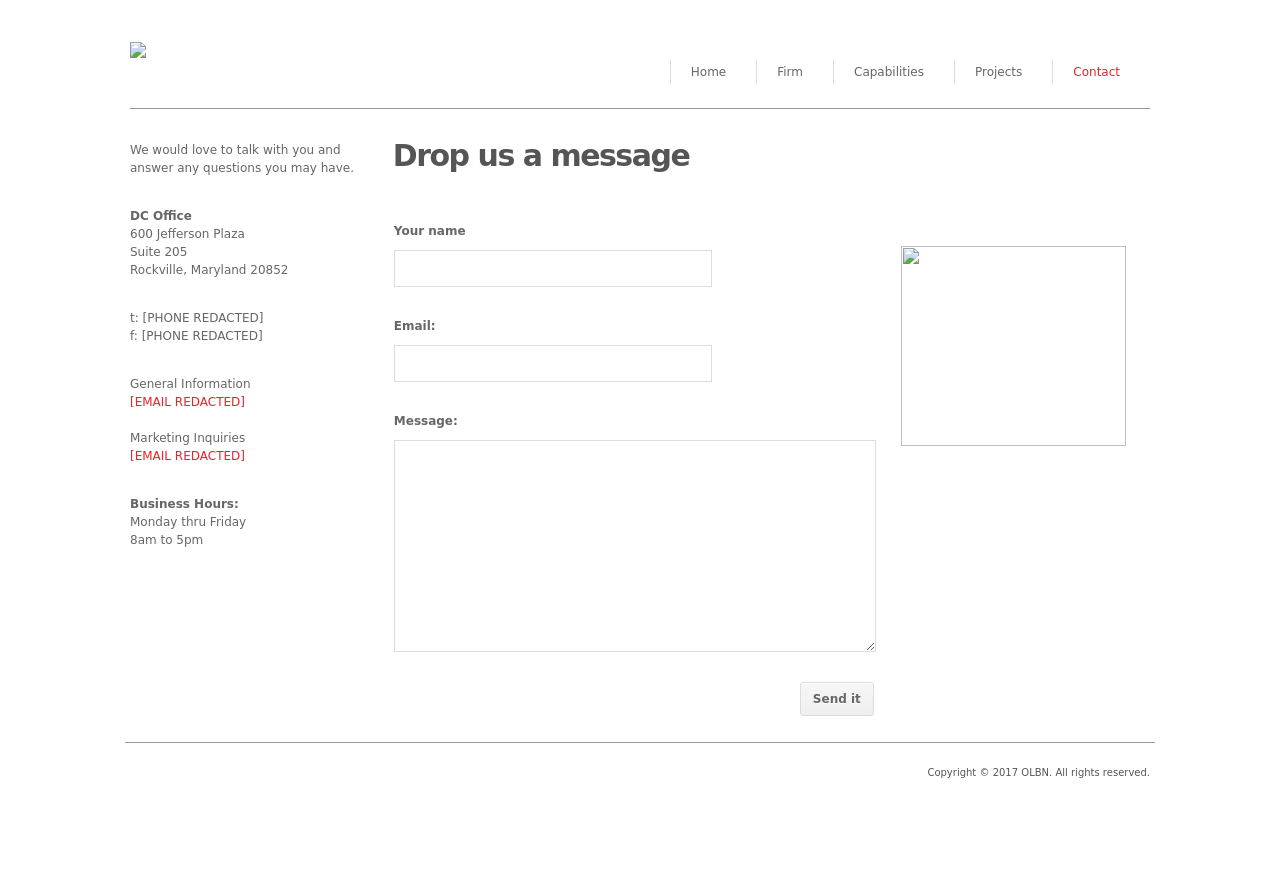 Home
Firm
Capabilities
Projects
Contact
We would love to talk with you and
answer any questions you may have.
DC Office
600 Jefferson Plaza
Suite 205
Rockville, Maryland 20852
t: [PHONE REDACTED]
f: [PHONE REDACTED]
General Information
[EMAIL REDACTED]
Marketing Inquiries
[EMAIL REDACTED]
Business Hours:
Monday thru Friday
8am to 5pm
Drop us a message
Your name
Email:
Message:
Send it
Copyright © 2017 OLBN. All rights reserved.